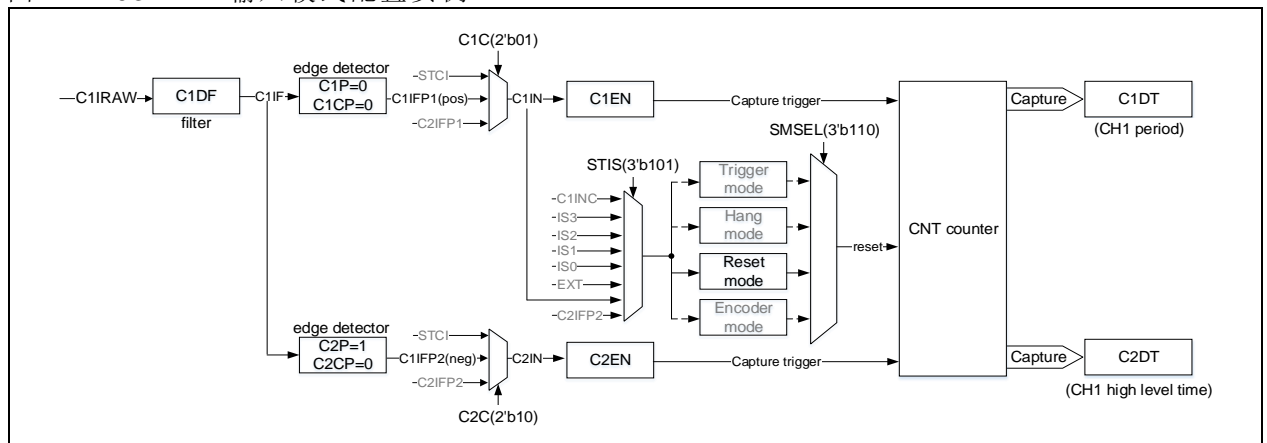 C1C(2'b01)
edge detector
C1P=0
C1CP=0
STCI
C1IRAW
C1DF
C1IF
C1IFP1(pos)
C1IN
C1EN
Capture trigger
Capture
C1DT
filter
C2IFP1
(CH1 period)
SMSEL(3'b110)
STIS(3'b101)
Trigger
mode
C1INC
IS3
Hang
mode
IS2
IS1
IS0
EXT
C2IFP2
Reset
mode
reset
CNT counter
Encoder
mode
edge detector
C2P=1
C2CP=0
STCI
C1IFP2(neg)
C2IN
C2EN
Capture trigger
Capture
C2DT
C2IFP2
(CH1 high level time)
C2C(2'b10)